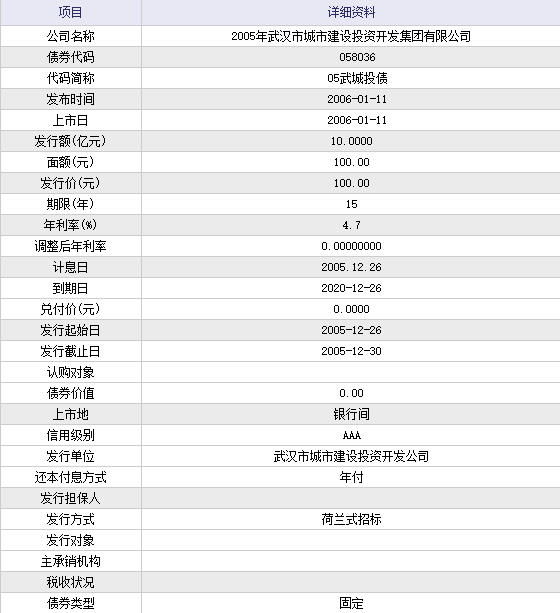 项目 详细资料
公司名称 2005年武汉市城市建设投资开发集团有限公司
债券代码 058036
代码简称 05武城投债
发布时间 2006-01-11
上市日 2006-01-11
发行额(亿元) 10.0000
面额(元) 100.00
发行价(元) 100.00
期限(年) 15
年利率(%) 4.7
调整后年利率 0.00000000
计息日 2005.12.26
到期日 2020-12-26
兑付价(元) 0.0000
发行起始日 2005-12-26
发行截止日 2005-12-30
认购对象
债券价值 0.00
上市地 银行间
信用级别 AAA
发行单位 武汉市城市建设投资开发公司
还本付息方式 年付
发行担保人
发行方式 荷兰式招标
发行对象
主承销机构
税收状况
债券类型 固定